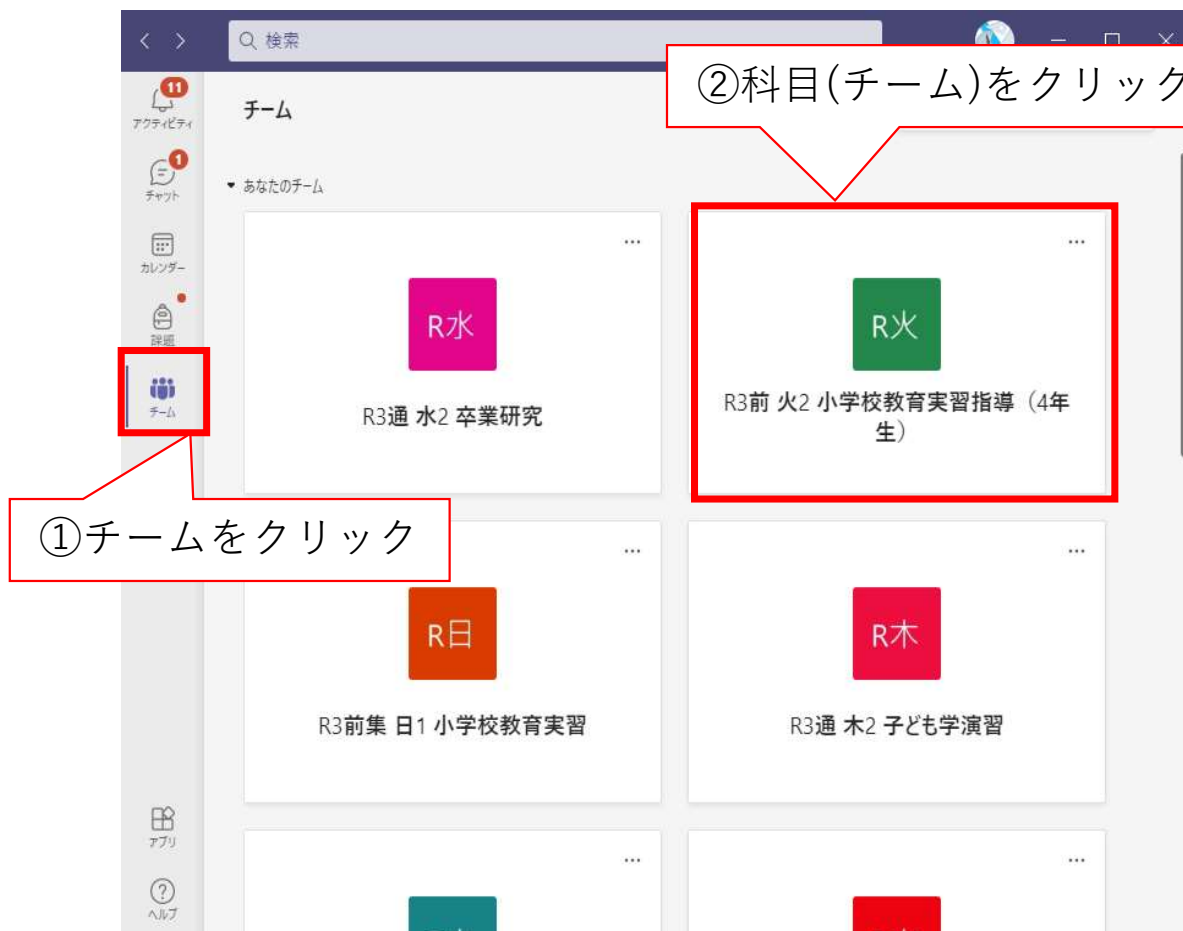 検索
②科目(チーム)をクリック
11
アクティビティ
チーム
1
チャット
あなたのチーム
カレンダー
課題
チーム
R水
R3通 水2 卒業研究
R火
R3前 火2 小学校教育実習指導（4年
生）
①チームをクリック
R日
R3前集 日1 小学校教育実習
R木
R3通 木2 子ども学演習
アプリ
ヘルプ